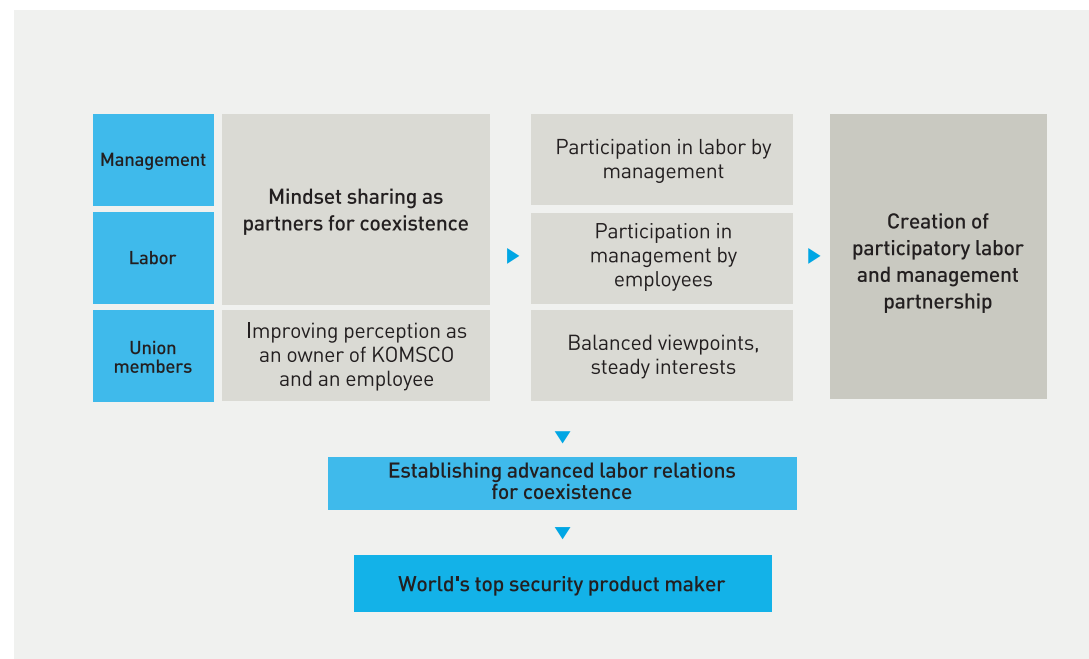 Management
Mindset sharing as
partners for coexistence
Labor
Union
members
Improving perception as
an owner of KOMSCO
and an employee
Participation in labor by
management
Participation in
management by
employees
Balanced viewpoints,
steady interests
Creation of
participatory labor
and management
partnership
Establishing advanced labor relations
for coexistence
World's top security product maker